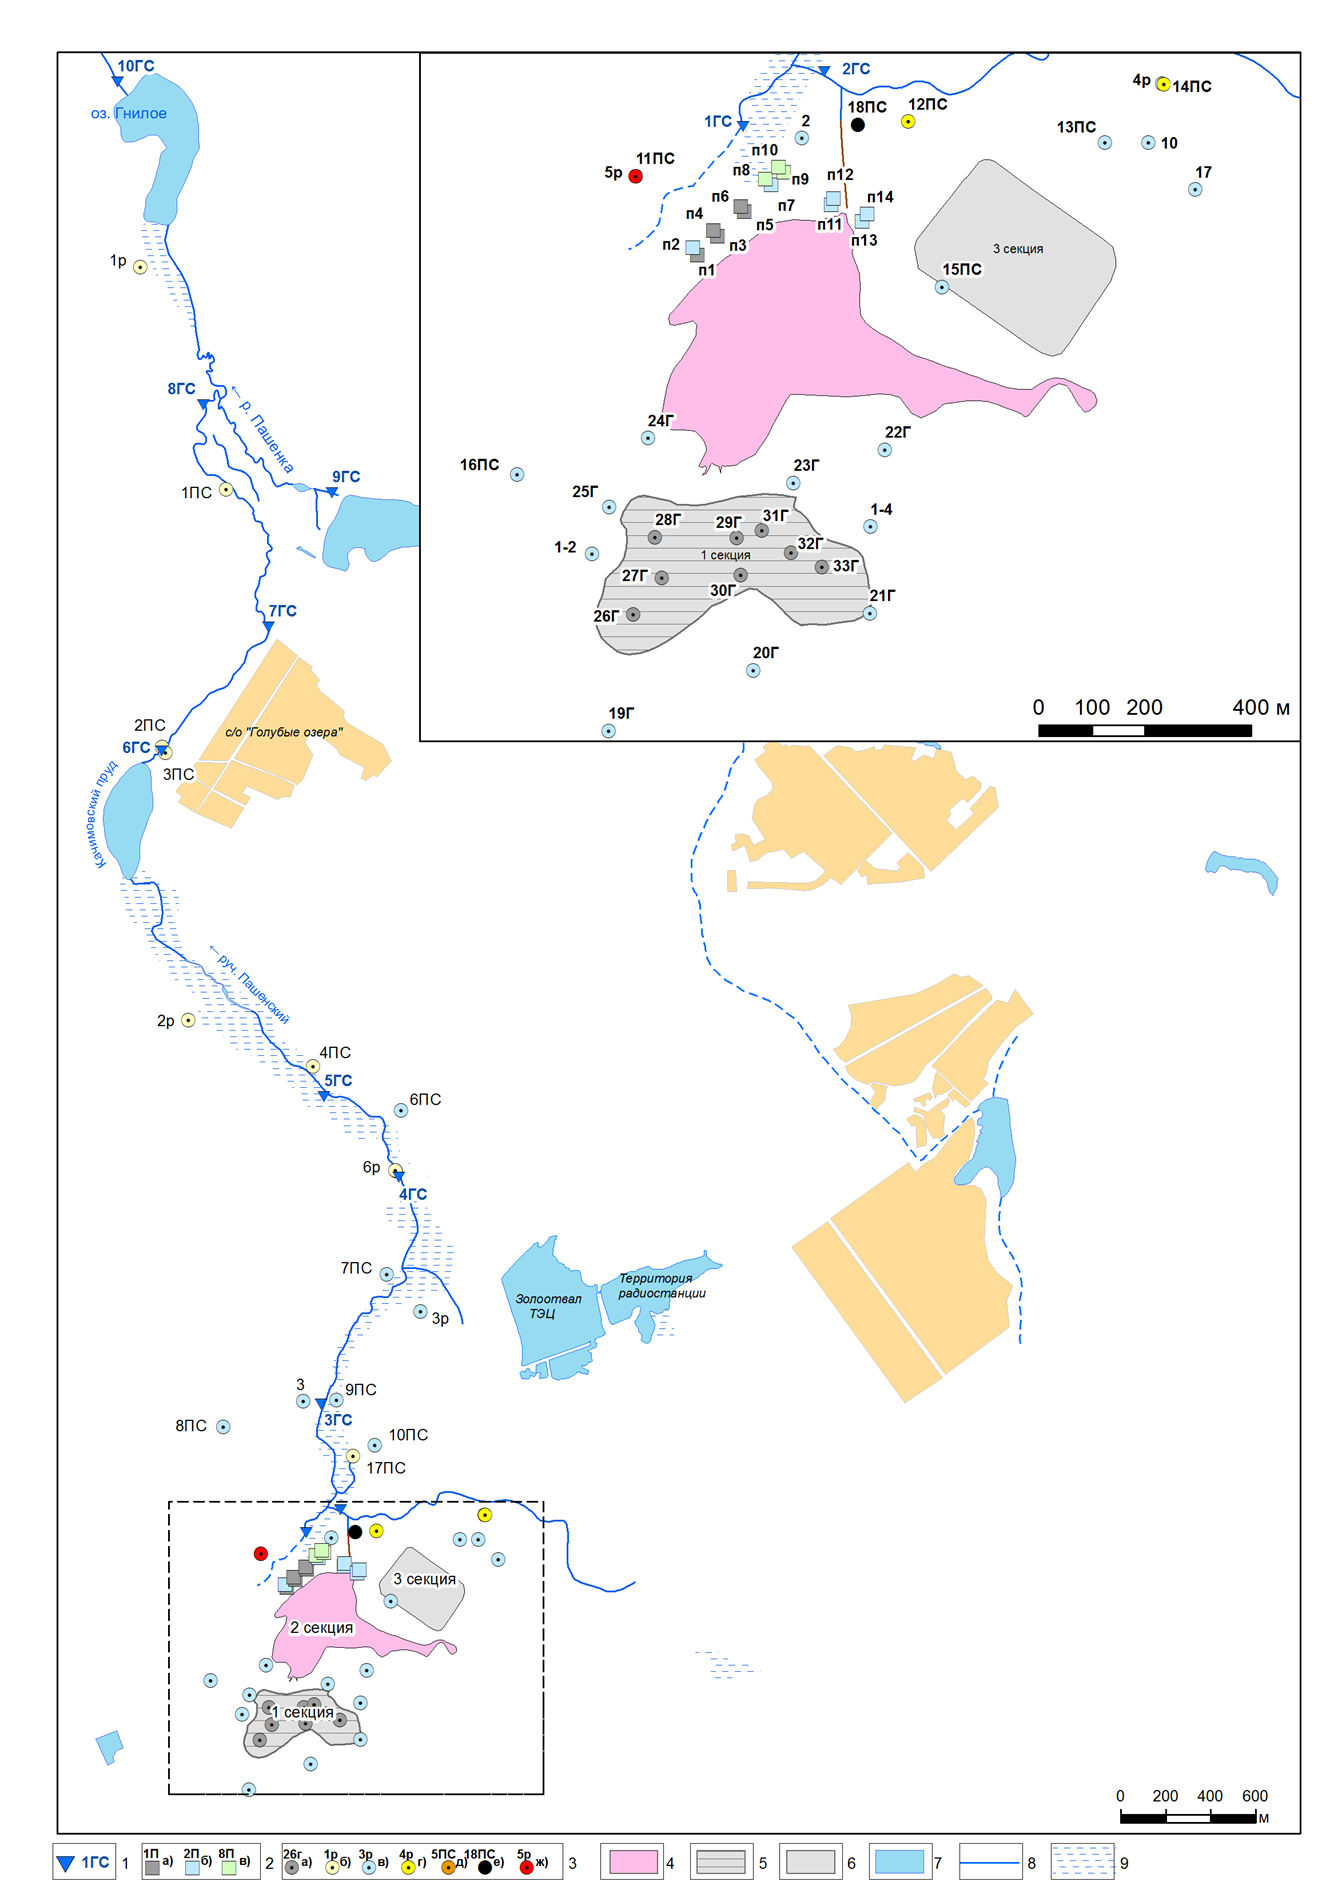 10ГС
оз. Гнилое
1р
8ГС
← р. Пашенка
9ГС
1ПС
7ГС
2ПС
6ГС
3ПС
с/о "Голубые озера"
Качимовский пруд
← руч. Пашенский
2р
4ПС
5ГС
6ПС
6р
4ГС
7ПС
3р
Золоотвал
ТЭЦ
Территория
радиостанции
3
9ПС
3ГС
8ПС
10ПС
17ПС
3 секция
2 секция
1 секция
2ГС
1ГС
2
18ПС
12ПС
4р
14ПС
13ПС
10
17
11ПС
5р
п10
п8
п9
п7
п12
п14
п11
п13
п6
п5
п4
п3
п2
п1
3 секция
15ПС
24Г
22Г
16ПС
23Г
25Г
1-4
28Г
29Г
31Г
1-2
1 секция
32Г
27Г
30Г
33Г
26Г
21Г
20Г
19Г
0 100 200 400 м
0 200 400 600
м
1ГС 1
1П а) 2П б) 8П в) 2
26г а) 1р б) 3р в) 4р г) 5ПС д) 18ПС е) 5р ж) 3
4
5
6
7
8
9